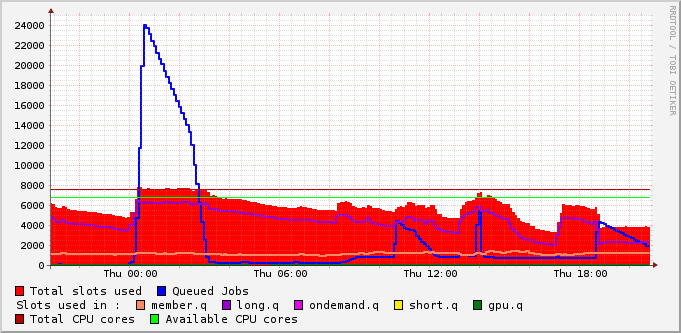 24000
22000
20000
18000
16000
14000
12000
10000
8000
6000
4000
2000
0
Thu 00:00 Thu 06:00 Thu 12:00 Thu 18:00
RRDTOOL / TOBI OETIKER
Total slots used Queued Jobs
Slots used in : member.q long.q ondemand.q short.q gpu.q
Total CPU cores Available CPU cores